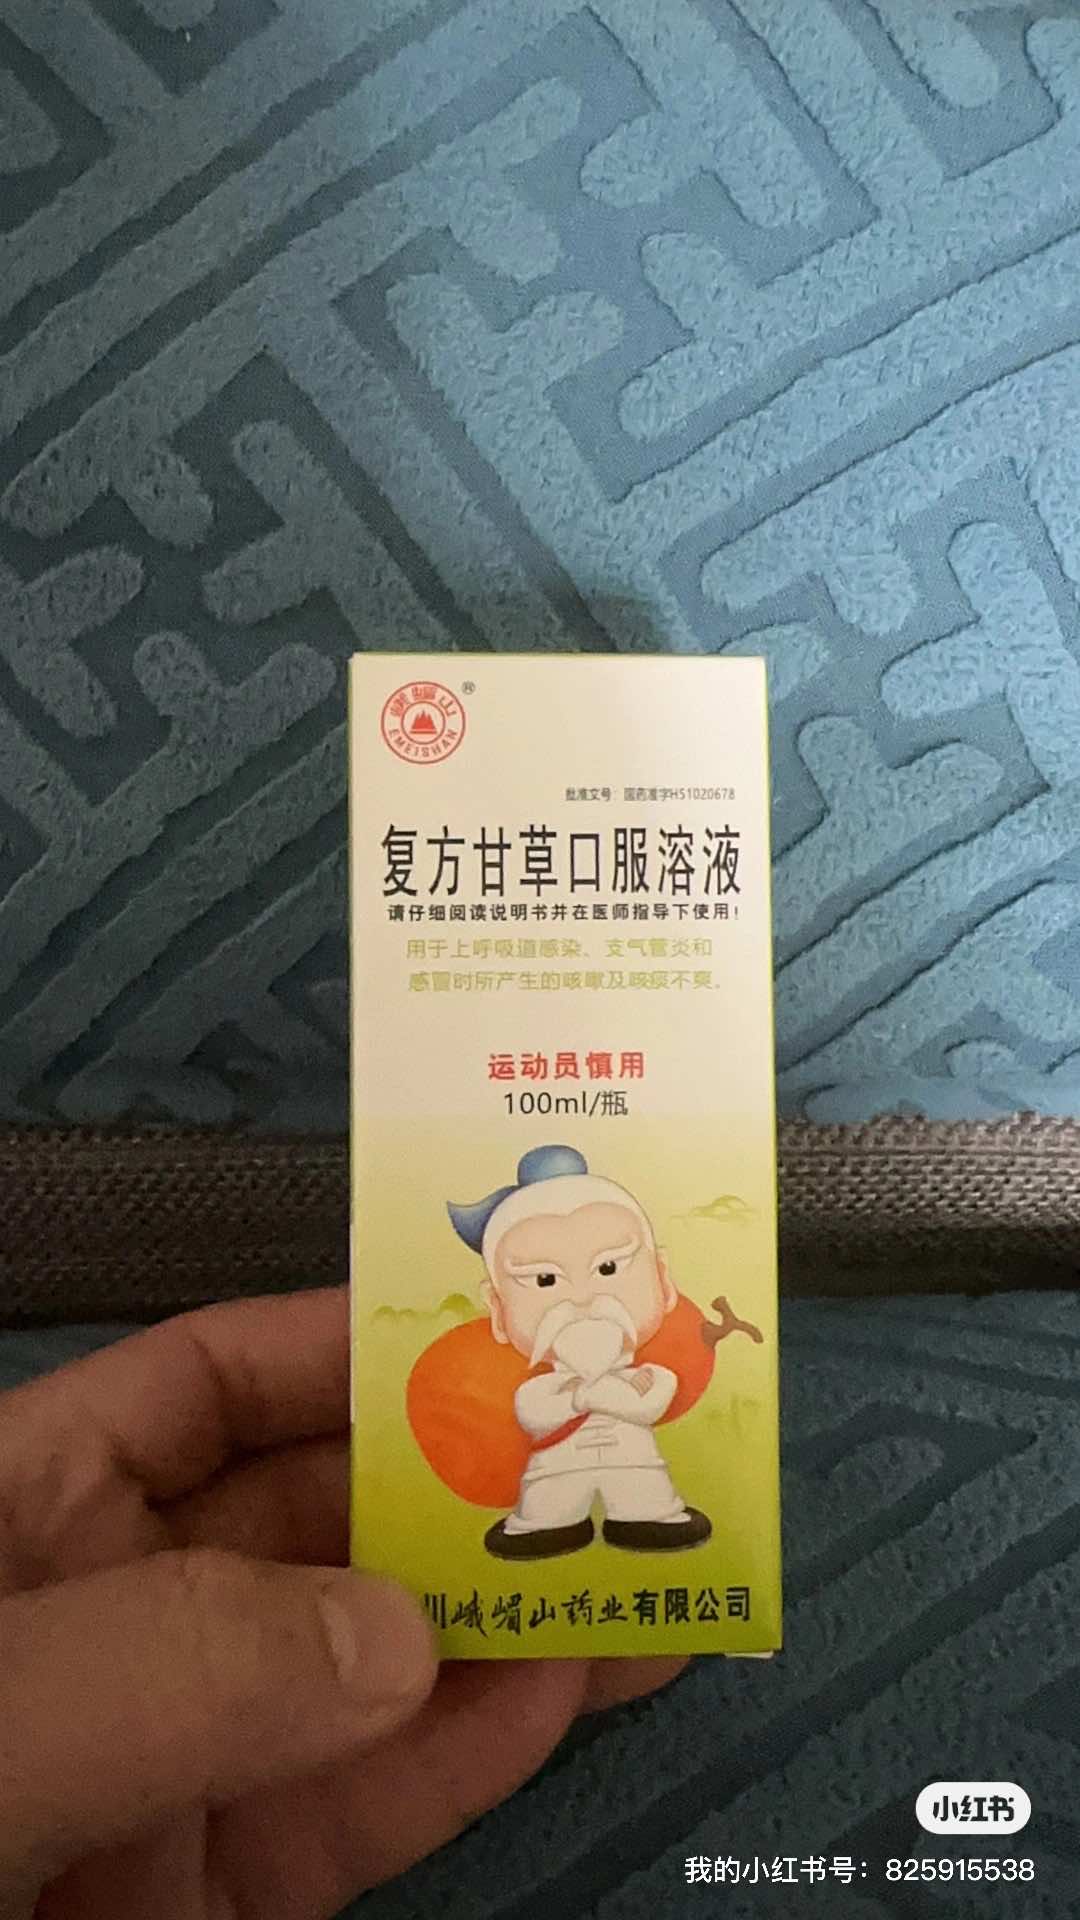 峨嵋山
EMEISHAN
®
批准文号：国药准字H51020678
复方甘草口服溶液
请仔细阅读说明书并在医师指导下使用！
用于上呼吸道感染、支气管炎和
感冒时所产生的咳嗽及咳痰不爽。
运动员慎用
100ml/瓶
川峨嵋山药业有限公司
小红书
我的小红书号：825915538